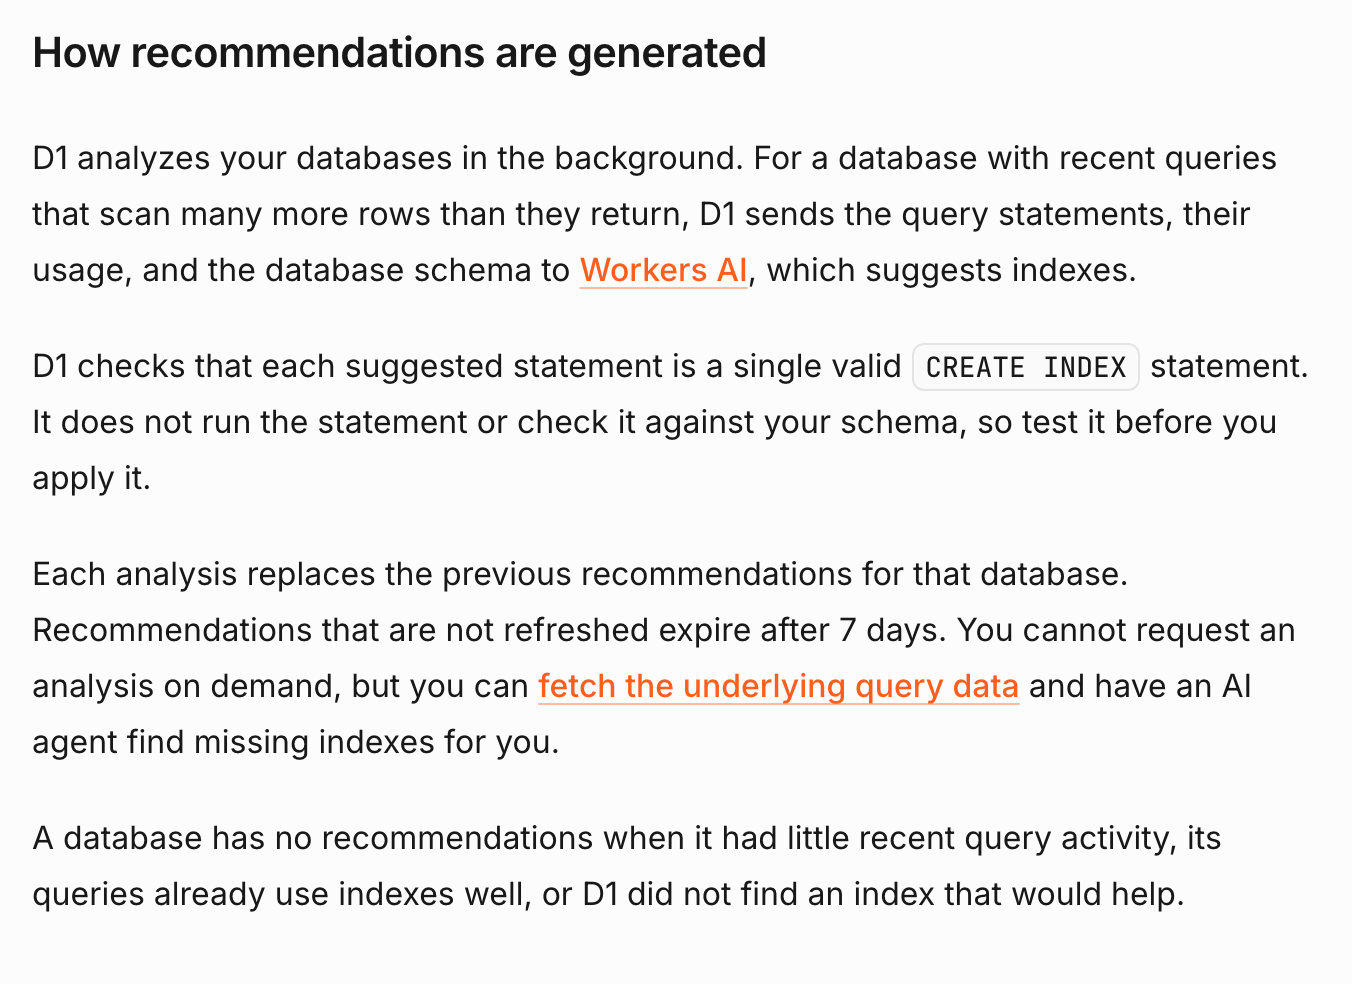 How recommendations are generated
D1 analyzes your databases in the background. For a database with recent queries
that scan many more rows than they return, D1 sends the query statements, their
usage, and the database schema to Workers AI, which suggests indexes.
D1 checks that each suggested statement is a single valid CREATE INDEX statement.
It does not run the statement or check it against your schema, so test it before you
apply it.
Each analysis replaces the previous recommendations for that database.
Recommendations that are not refreshed expire after 7 days. You cannot request an
analysis on demand, but you can fetch the underlying query data and have an AI
agent find missing indexes for you.
A database has no recommendations when it had little recent query activity, its
queries already use indexes well, or D1 did not find an index that would help.